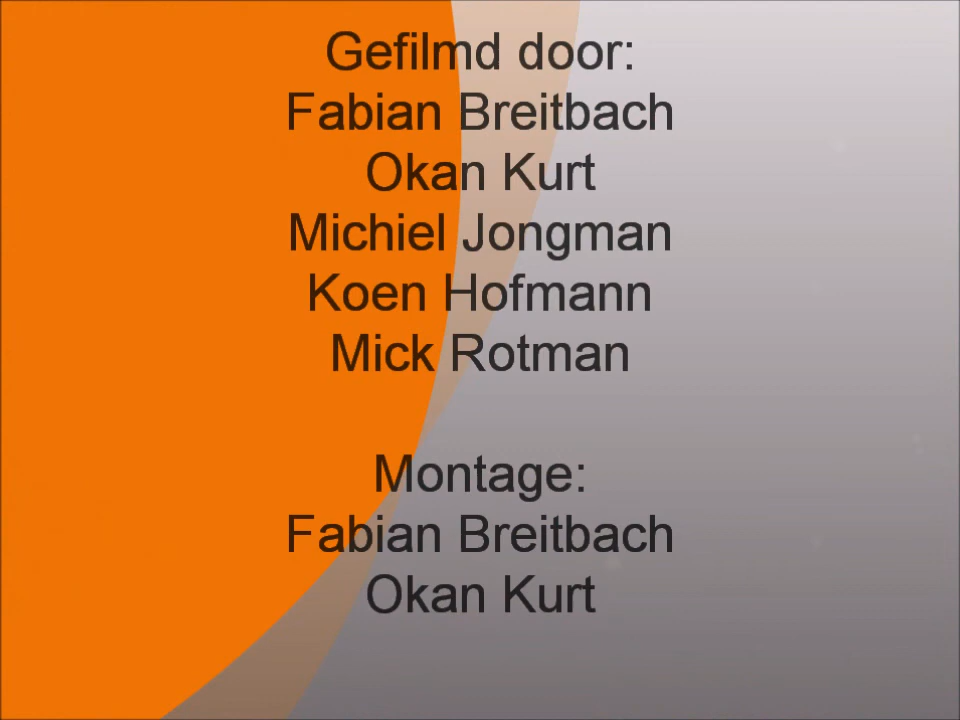 Gefilmd door:
Fabian Breitbach
Okan Kurt
Michiel Jongman
Koen Hofmann
Mick Rotman
Montage:
Fabian Breitbach
Okan Kurt